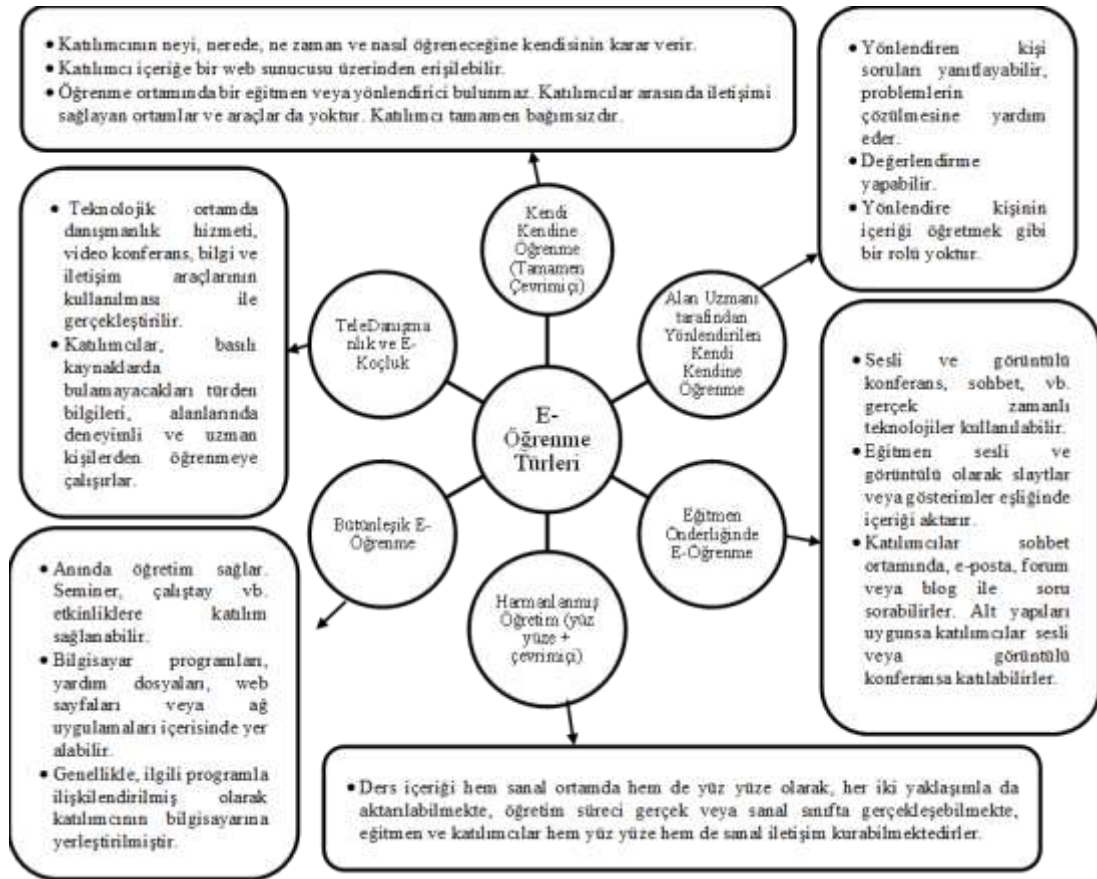 • Katılımcının neyi, nerede, ne zaman ve nasıl öğreneceğine kendisinin karar verir.
• Katılımcı içeriğe bir web sunucusu üzerinden erişilebilir.
• Öğrenme ortamında bir eğitmen veya yönlendirici bulunmaz. Katılımcılar arasında iletişimi
sağlayan ortamlar ve araçlar da yoktur. Katılımcı tamamen bağımsızdır.
• Yönlendiren kişi
soruları yanıtlayabilir,
problemlerin
çözülmesine yardım
eder.
• Değerlendirme
yapabilir.
• Yönlendire kişinin
içeriği öğretmek gibi
bir rolü yoktur.
• Teknolojik ortamda
danışmanlık hizmeti,
video konferans, bilgi ve
iletişim araçlarının
kullanılması ile
gerçekleştirilir.
• Katılımcılar, basılı
kaynaklarda
bulamayacakları türden
bilgileri, alanlarında
deneyimli ve uzman
kişilerden öğrenmeye
çalışırlar.
Kendi
Kendine
Öğrenme
(Tamamen
Çevrimiçi)
TeleDanışma
nlık ve E-
Koçluk
Alan Uzmanı
tarafından
Yönlendirilen
Kendi
Kendine
Öğrenme
E-
Öğrenme
Türleri
• Sesli ve görüntülü
konferans, sohbet, vb.
gerçek zamanlı
teknolojiler kullanılabilir.
• Eğitmen sesli ve
görüntülü olarak slaytlar
veya gösterimler eşliğinde
içeriği aktarır.
• Katılımcılar sohbet
ortamında, e-posta, forum
veya blog ile soru
sorabilirler. Alt yapıları
uygunsa katılımcılar sesli
veya görüntülü
konferansa katılabilirler.
Bütünleşik E-
Öğrenme
Eğitmen
Önderliğinde
E-Öğrenme
Harmanlanmış
Öğretim (yüz
yüze +
çevrimiçi)
• Anında öğretim sağlar.
Seminer, çalıştay vb.
etkinliklere katılım
sağlanabilir.
• Bilgisayar programları,
yardım dosyaları, web
sayfaları veya ağ
uygulamaları içerisinde yer
alabilir.
• Genellikle, ilgili programla
ilişkilendirilmiş olarak
katılımcının bilgisayarına
yerleştirilmiştir.
• Ders içeriği hem sanal ortamda hem de yüz yüze olarak, her iki yaklaşımla da
aktarılabilmekte, öğretim süreci gerçek veya sanal sınıfta gerçekleşebilmekte,
eğitmen ve katılımcılar hem yüz yüze hem de sanal iletişim kurabilmektedirler.